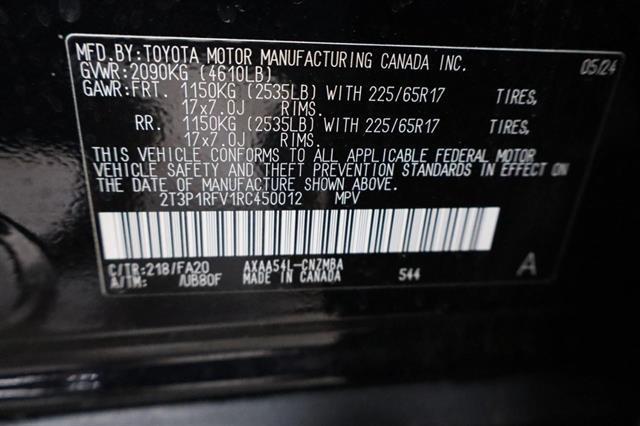 MFD.BY:TOYOTA MOTOR MANUFACTURING CANADA INC. 05/24
GVWR:2090KG (4610LB)
GAWR:FRT. 1150KG (2535LB) WITH 225/65R17 TIRES,
17x7.0J RIMS.
RR. 1150KG (2535LB) WITH 225/65R17 TIRES,
17x7.0J RIMS.
THIS VEHICLE CONFORMS TO ALL APPLICABLE FEDERAL MOTOR
VEHICLE SAFETY AND THEFT PREVENTION STANDARDS IN EFFECT ON
THE DATE OF MANUFACTURE SHOWN ABOVE.
2T3P1RFV1RC450012 MPV
C/TR:218/FA20 AXAA54L-CNZMBA A
A/TM: /UB80F MADE IN CANADA 544